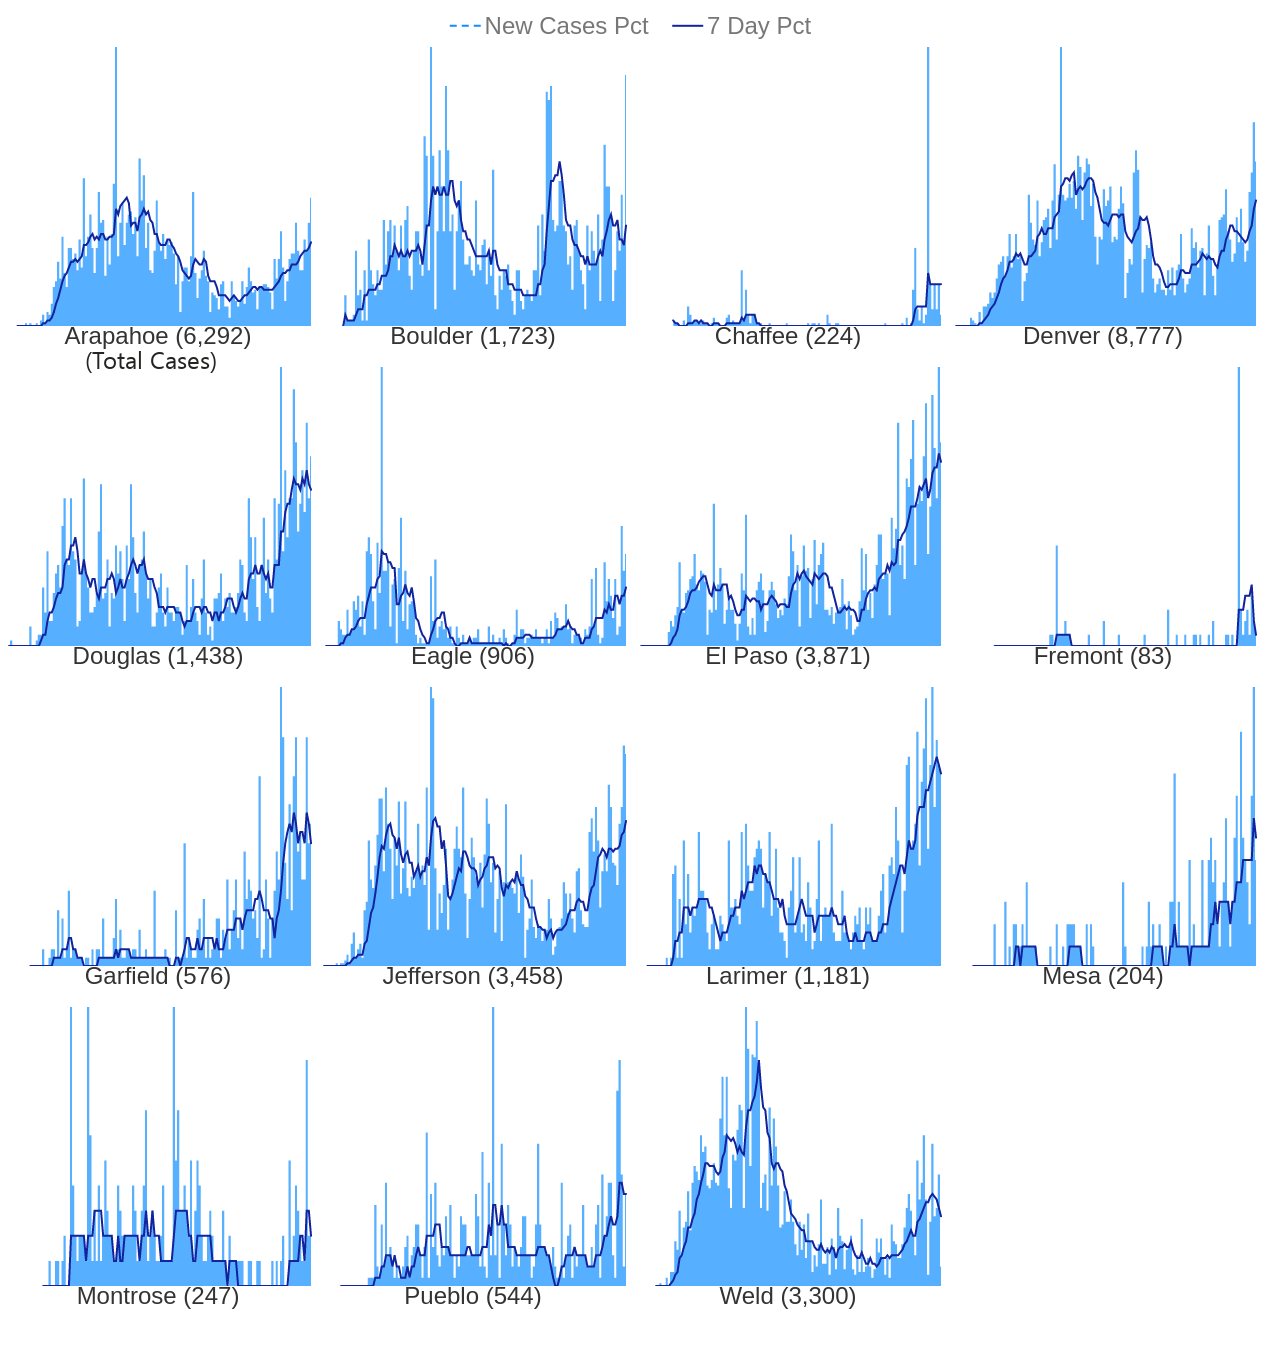 New Cases Pct 7 Day Pct
Arapahoe (6,292) Boulder (1,723) Chaffee (224) Denver (8,777)
(Total Cases)
Douglas (1,438) Eagle (906) El Paso (3,871) Fremont (83)
Garfield (576) Jefferson (3,458) Larimer (1,181) Mesa (204)
Montrose (247) Pueblo (544) Weld (3,300)